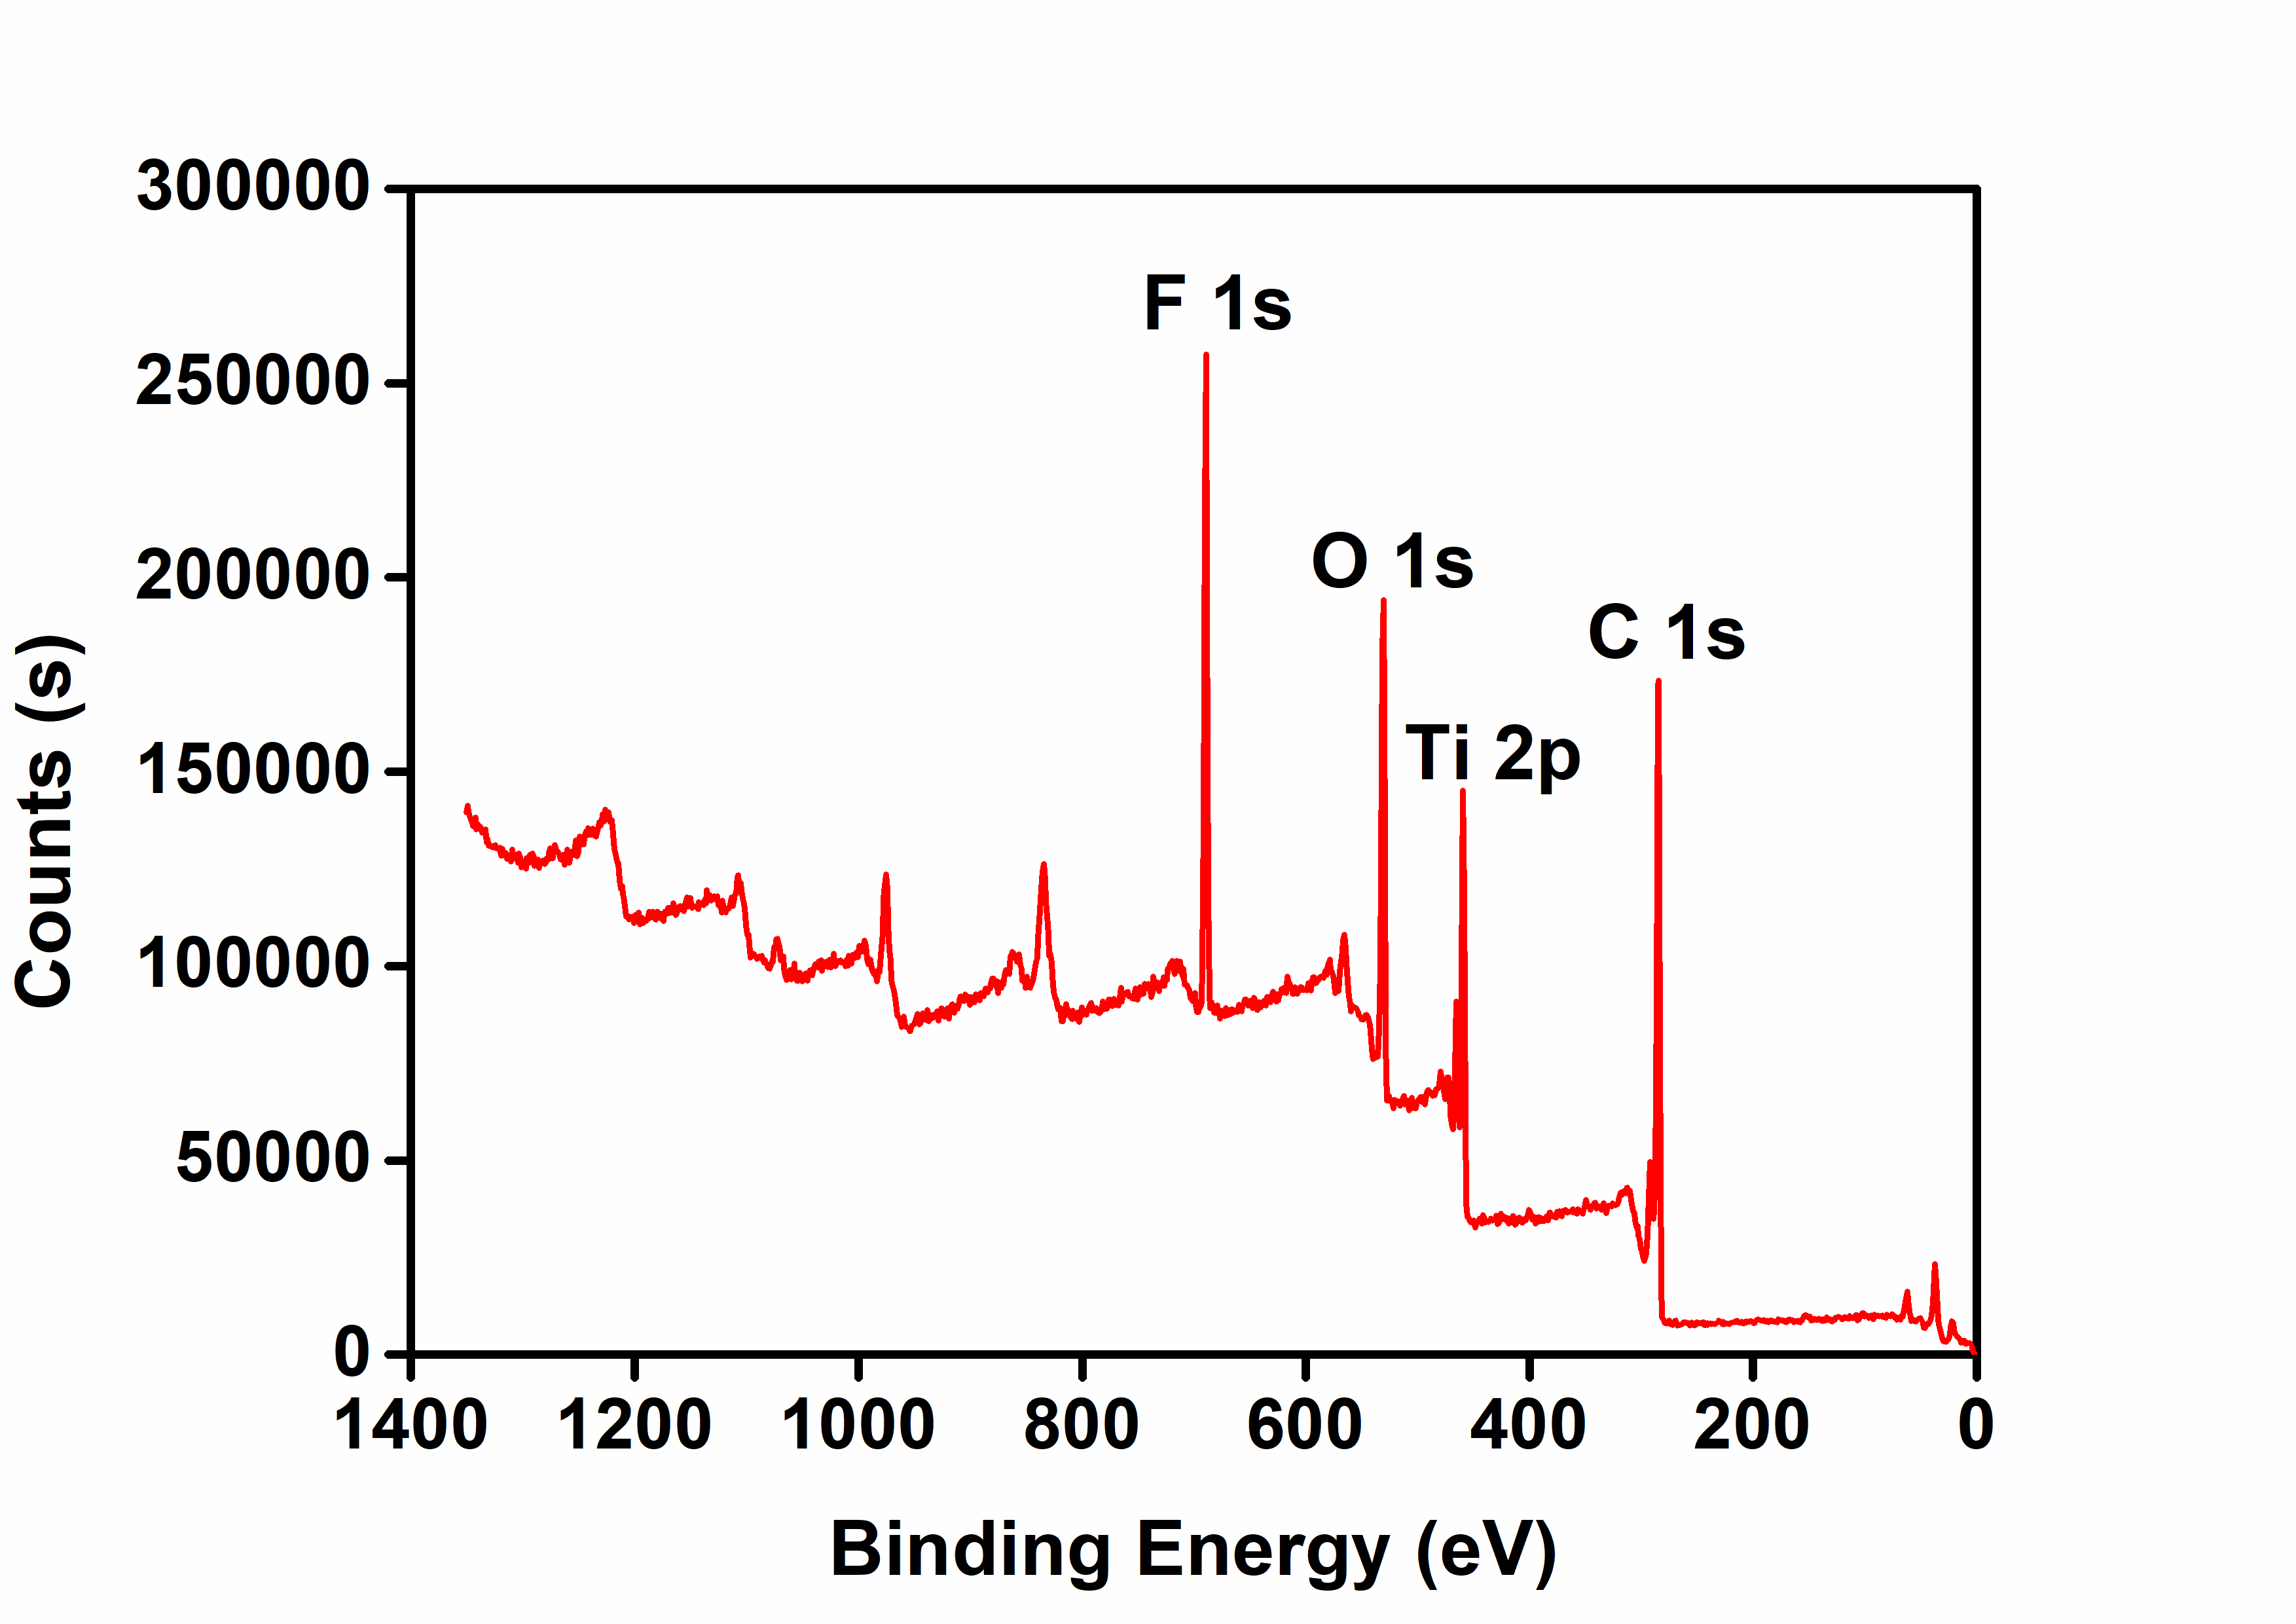 300000
250000
200000
150000
100000
50000
0
Counts (s)
F 1s
O 1s
C 1s
Ti 2p
1400 1200 1000 800 600 400 200 0
Binding Energy (eV)